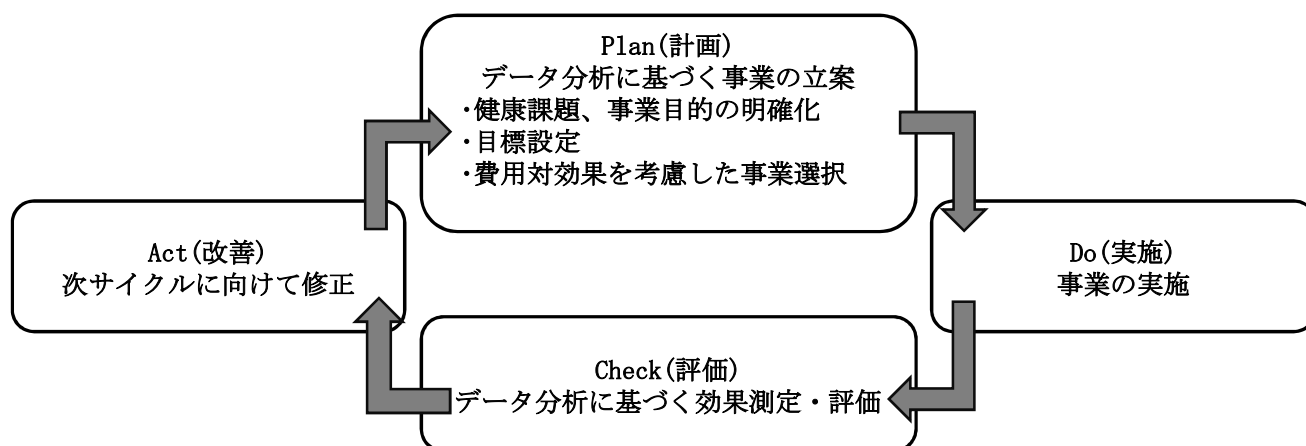 Plan(計画)
データ分析に基づく事業の立案
・健康課題、事業目的の明確化
・目標設定
・費用対効果を考慮した事業選択
Act(改善)
次サイクルに向けて修正
Do(実施)
事業の実施
Check(評価)
データ分析に基づく効果測定・評価